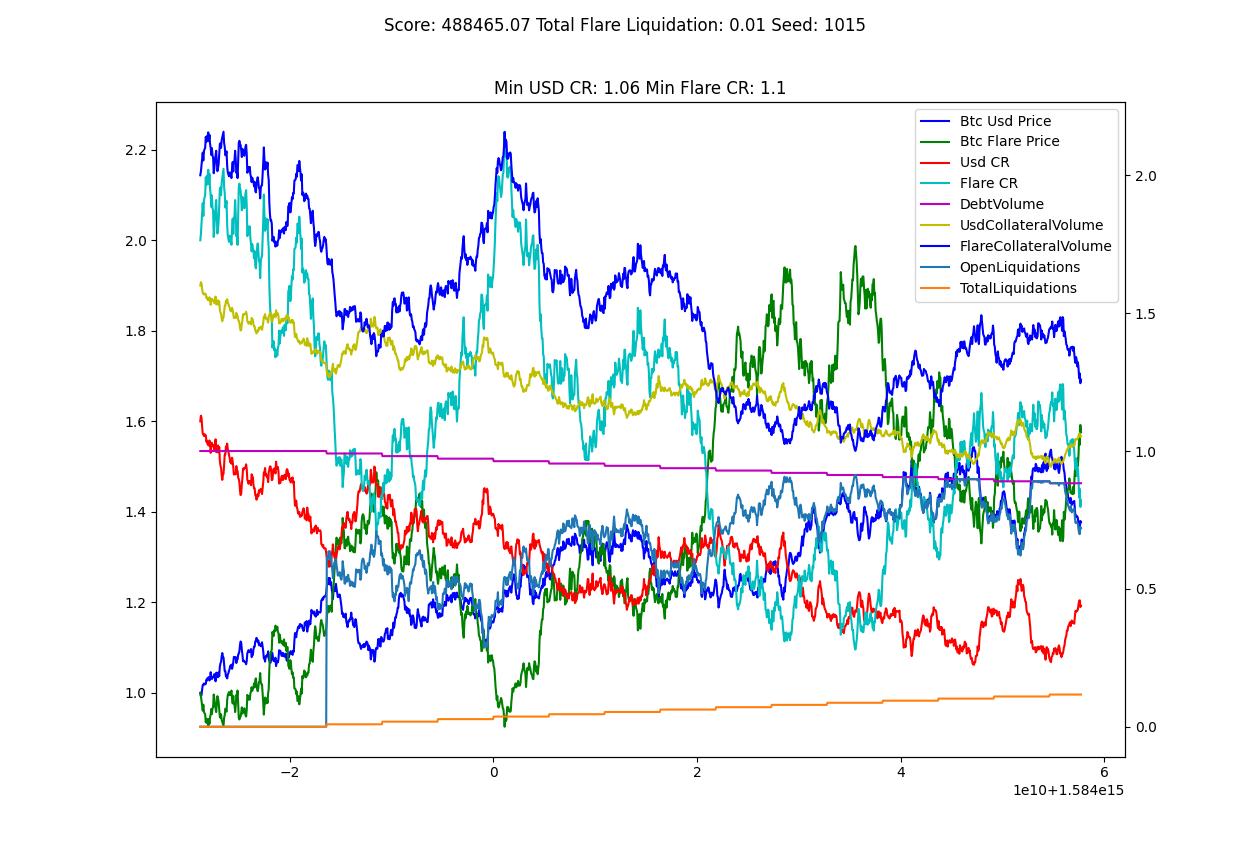 Score: 488465.07 Total Flare Liquidation: 0.01 Seed: 1015
Min USD CR: 1.06 Min Flare CR: 1.1
Btc Usd Price
Btc Flare Price
Usd CR
Flare CR
DebtVolume
UsdCollateralVolume
FlareCollateralVolume
OpenLiquidations
TotalLiquidations
2.2
2.0
1.8
1.6
1.4
1.2
1.0
2.0
1.5
1.0
0.5
0.0
−2
0
2
4
6
1e10+1.584e15